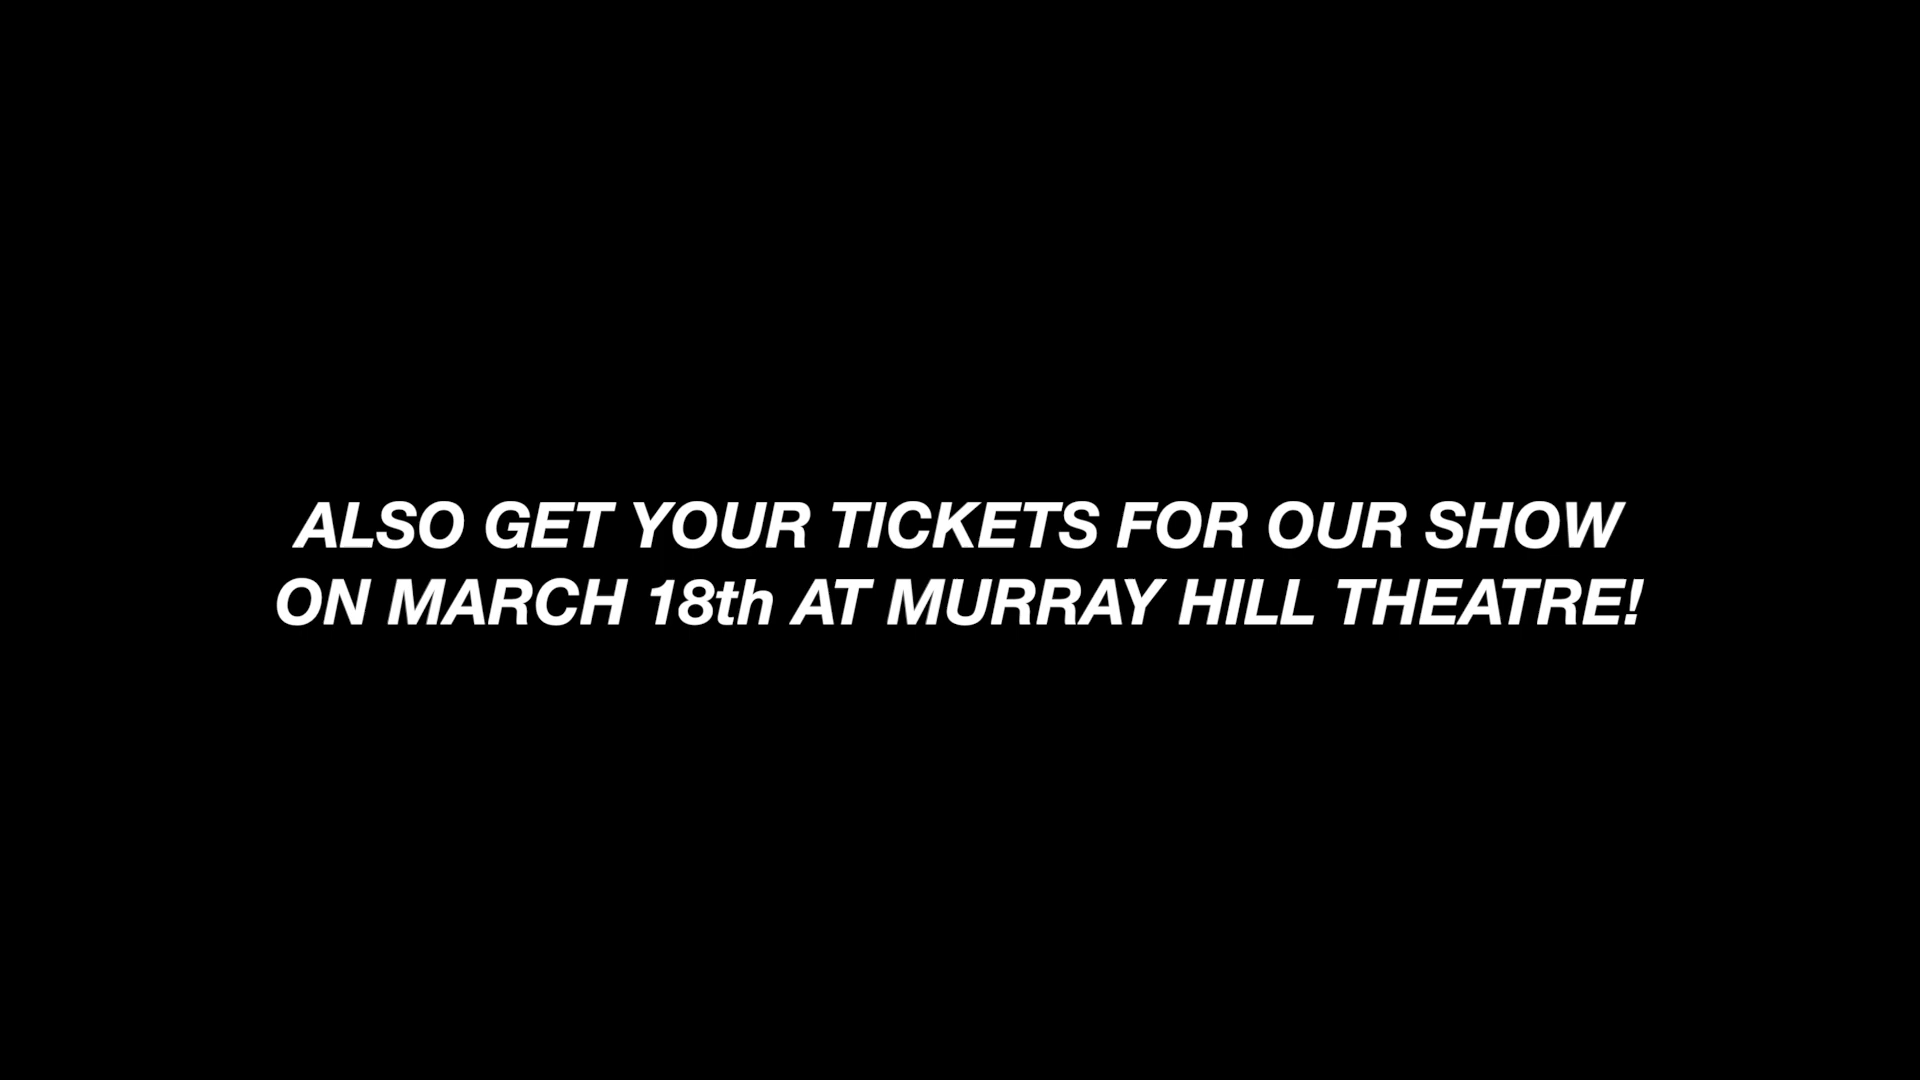 ALSO GET YOUR TICKETS FOR OUR SHOW
ON MARCH 18th AT MURRAY HILL THEATRE!